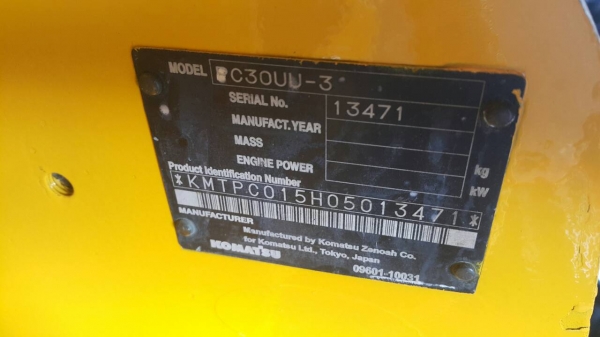 MODEL PC30UU-3
SERIAL No. 13471
MANUFACT.YEAR
MASS kg
ENGINE POWER kW
Product Identification Number
*KMTPC015H05013471*
MANUFACTURER
Manufactured by Komatsu Zenoah Co.
for Komatsu Ltd., Tokyo, Japan
KOMATSU 09601-10031